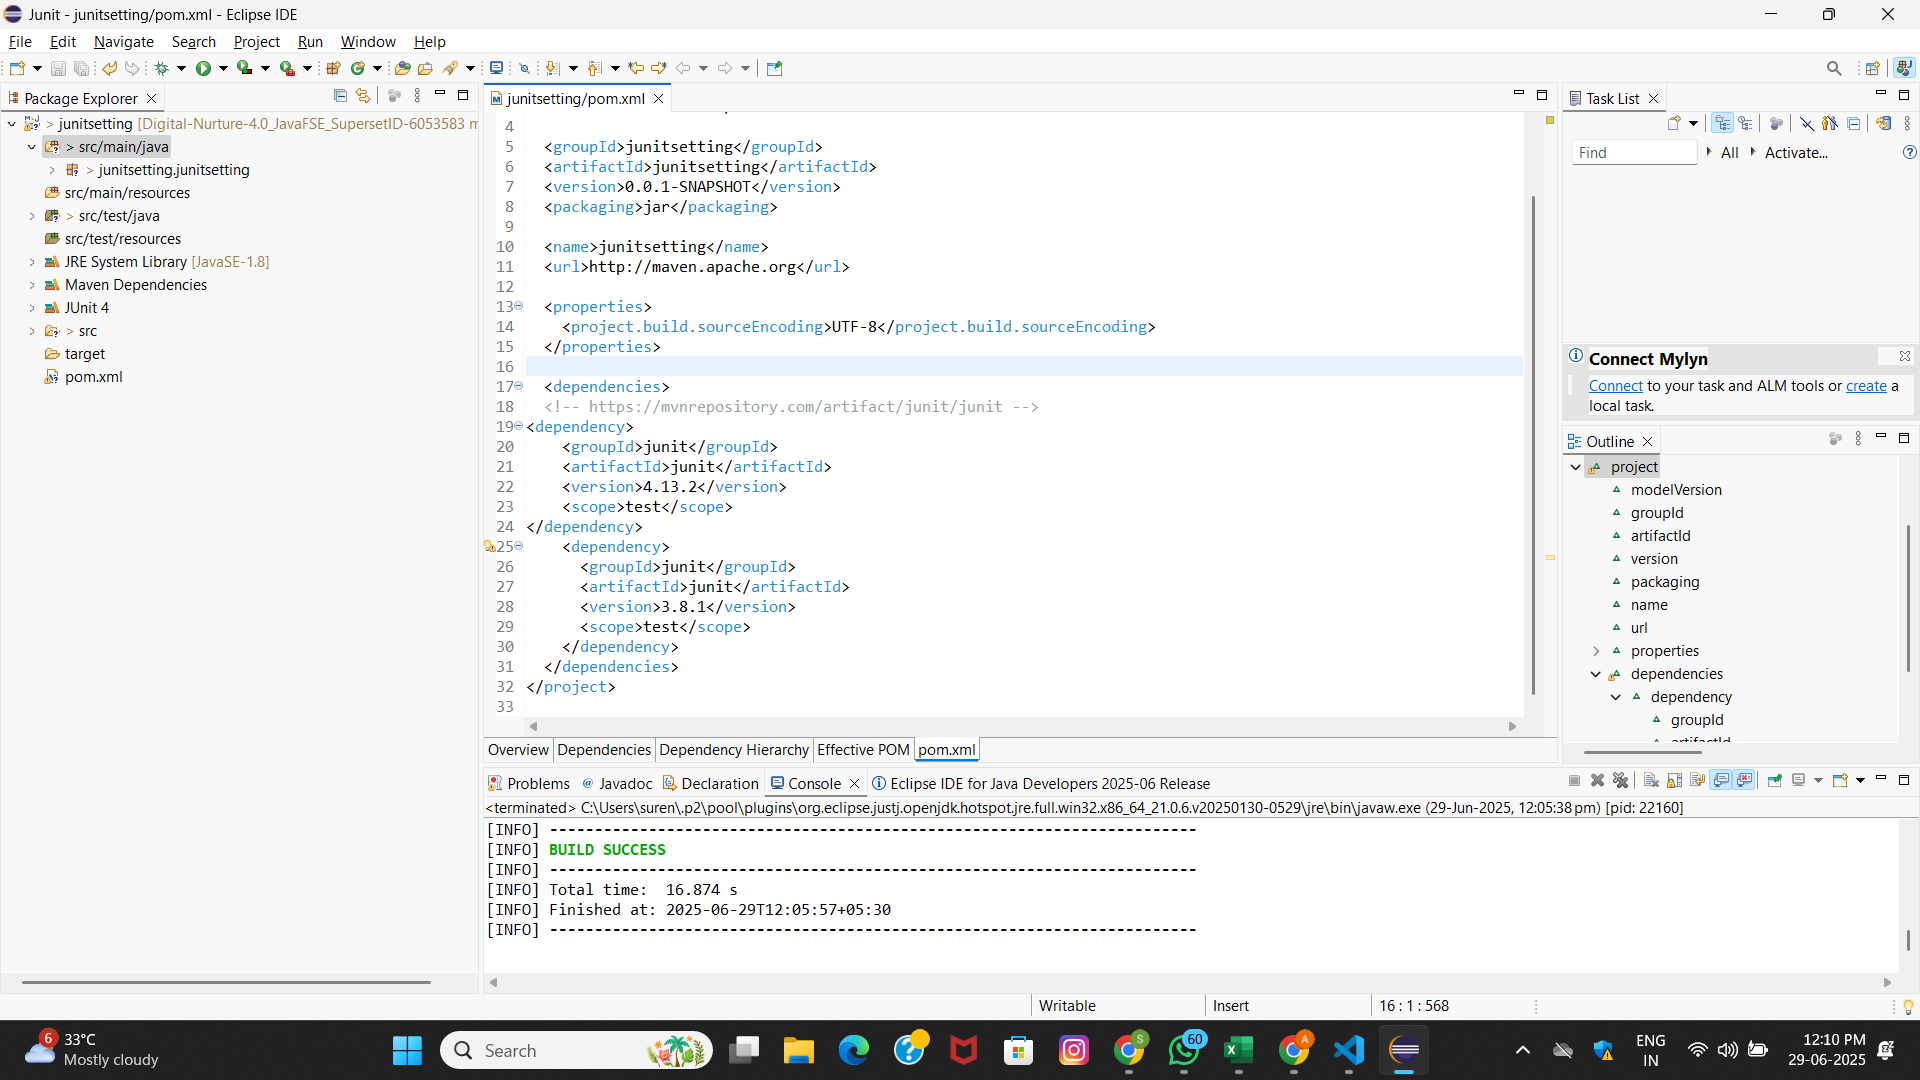 Junit - junitsetting/pom.xml - Eclipse IDE
File Edit Navigate Search Project Run Window Help
Package Explorer
> junitsetting [Digital-Nurture-4.0_JavaFSE_SupersetID-6053583 m
> src/main/java
> junitsetting.junitsetting
src/main/resources
> src/test/java
src/test/resources
JRE System Library [JavaSE-1.8]
Maven Dependencies
JUnit 4
> src
target
pom.xml
junitsetting/pom.xml
4
5 <groupId>junitsetting</groupId>
6 <artifactId>junitsetting</artifactId>
7 <version>0.0.1-SNAPSHOT</version>
8 <packaging>jar</packaging>
9
10 <name>junitsetting</name>
11 <url>http://maven.apache.org</url>
12
13 <properties>
14 <project.build.sourceEncoding>UTF-8</project.build.sourceEncoding>
15 </properties>
16
17 <dependencies>
18 <!-- https://mvnrepository.com/artifact/junit/junit -->
19 <dependency>
20 <groupId>junit</groupId>
21 <artifactId>junit</artifactId>
22 <version>4.13.2</version>
23 <scope>test</scope>
24 </dependency>
25 <dependency>
26 <groupId>junit</groupId>
27 <artifactId>junit</artifactId>
28 <version>3.8.1</version>
29 <scope>test</scope>
30 </dependency>
31 </dependencies>
32 </project>
33
Overview Dependencies Dependency Hierarchy Effective POM pom.xml
Task List
Find All Activate...
Connect Mylyn
Connect to your task and ALM tools or create a
local task.
Outline
project
modelVersion
groupId
artifactId
version
packaging
name
url
properties
dependencies
dependency
groupId
artifactId
Problems Javadoc Declaration Console Eclipse IDE for Java Developers 2025-06 Release
<terminated> C:\Users\suren\.p2\pool\plugins\org.eclipse.justj.openjdk.hotspot.jre.full.win32.x86_64_21.0.6.v20250130-0529\jre\bin\javaw.exe (29-Jun-2025, 12:05:38 pm) [pid: 22160]
[INFO] ------------------------------------------------------------------------
[INFO] BUILD SUCCESS
[INFO] ------------------------------------------------------------------------
[INFO] Total time:  16.874 s
[INFO] Finished at: 2025-06-29T12:05:57+05:30
[INFO] ------------------------------------------------------------------------
Writable Insert 16 : 1 : 568
6
33°C
Mostly cloudy
Search
S
60
A
ENG
IN
12:10 PM
29-06-2025